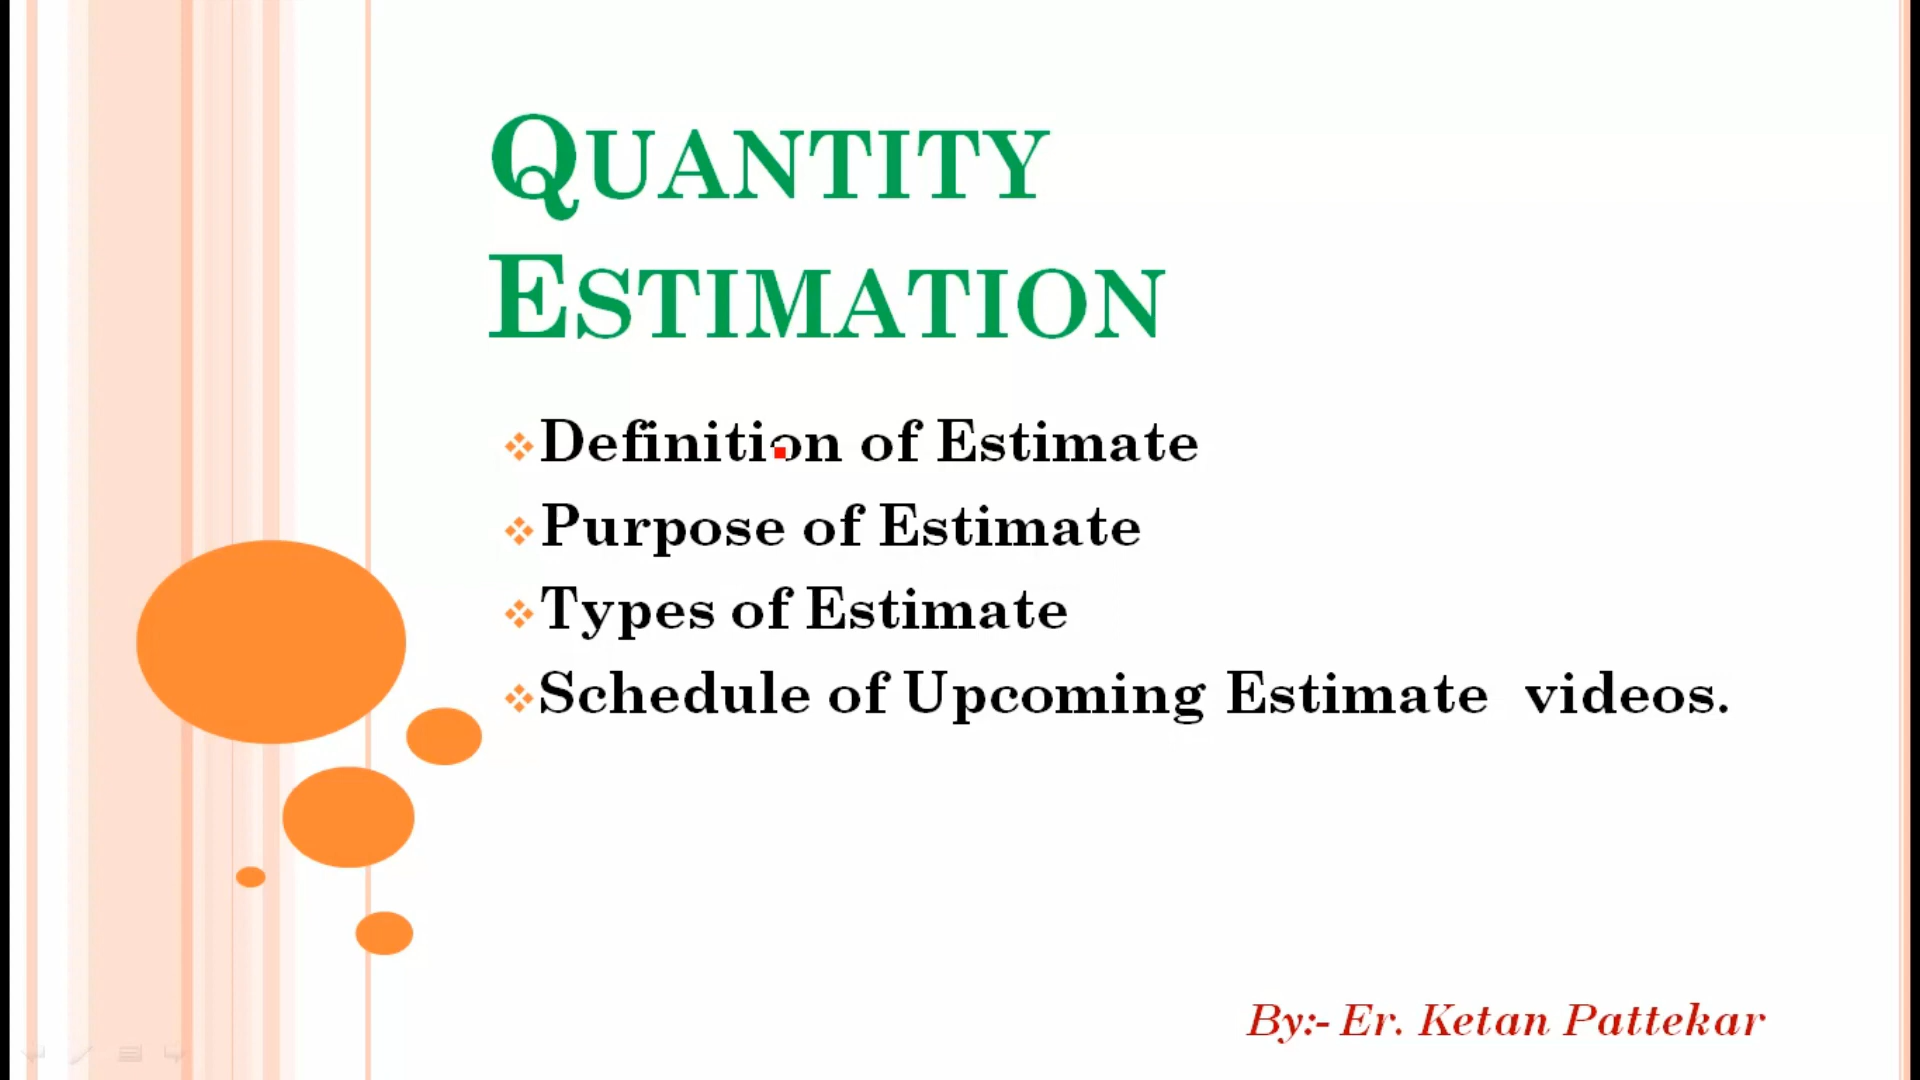 QUANTITY
ESTIMATION
Definition of Estimate
Purpose of Estimate
Types of Estimate
Schedule of Upcoming Estimate videos.
By:- Er. Ketan Pattekar